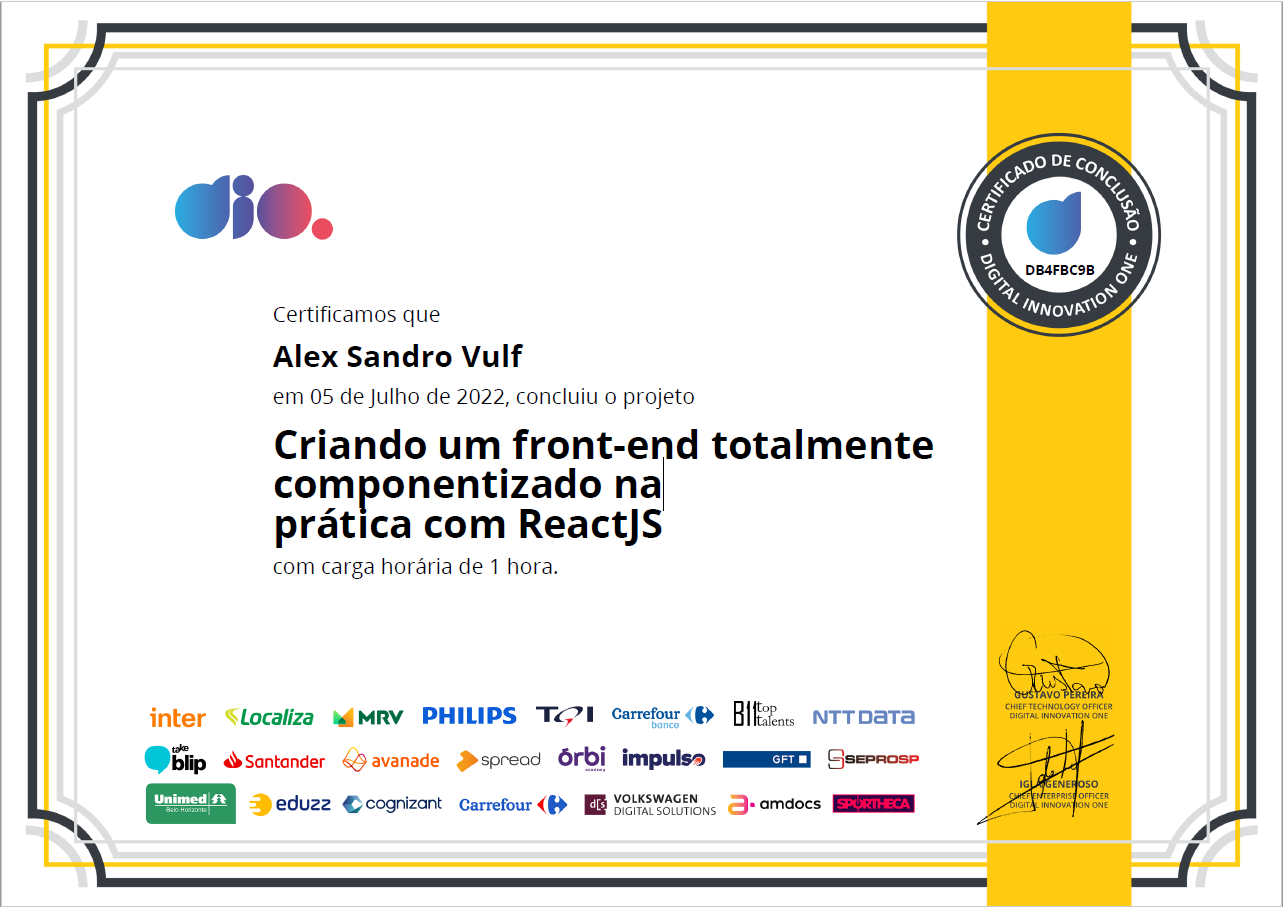 dio.
CERTIFICADO DE CONCLUSÃO
DB4FBC9B
DIGITAL INNOVATION ONE
Certificamos que
Alex Sandro Vulf
em 05 de Julho de 2022, concluiu o projeto
Criando um front-end totalmente
componentizado na
prática com ReactJS
com carga horária de 1 hora.
GUSTAVO PEREIRA
CHIEF TECHNOLOGY OFFICER
DIGITAL INNOVATION ONE
inter Localiza MRV PHILIPS TQI Carrefour banco B11 top talents NTT DATA
take blip Santander avanade spread órbi academy impulso GFT SEPROSP
IGLÁ GENEROSO
CHIEF ENTERPRISE OFFICER
DIGITAL INNOVATION ONE
Unimed Belo Horizonte eduzz cognizant Carrefour d[s] VOLKSWAGEN DIGITAL SOLUTIONS a. amdocs SPORTHECA